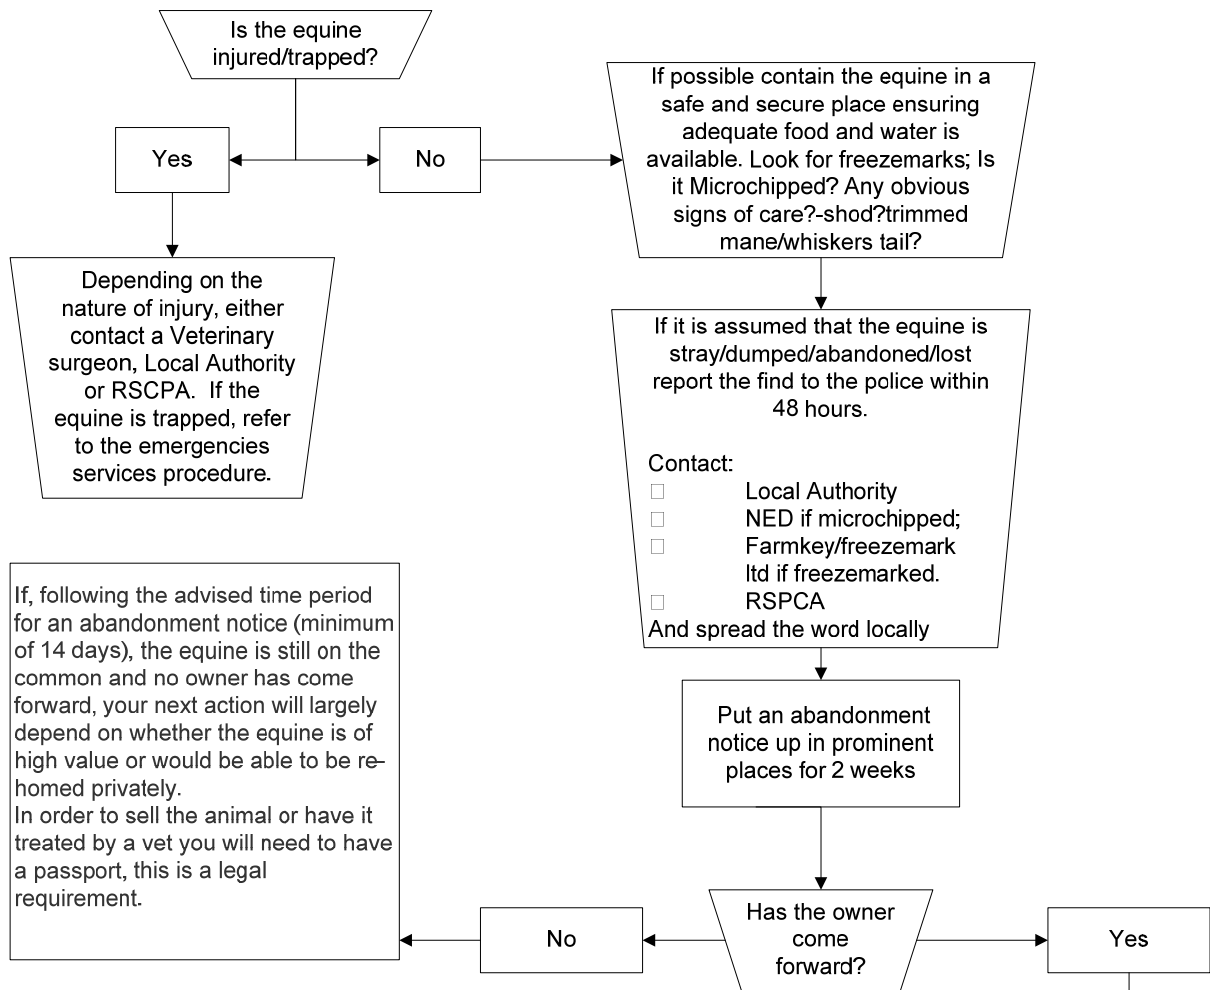 Is the equine
injured/trapped?
Yes
No
If possible contain the equine in a
safe and secure place ensuring
adequate food and water is
available. Look for freezemarks; Is
it Microchipped? Any obvious
signs of care?-shod?trimmed
mane/whiskers tail?
Depending on the
nature of injury, either
contact a Veterinary
surgeon, Local Authority
or RSCPA.  If the
equine is trapped, refer
to the emergencies
services procedure.
If it is assumed that the equine is
stray/dumped/abandoned/lost
report the find to the police within
48 hours.
Contact:
Local Authority
NED if microchipped;
Farmkey/freezemark
ltd if freezemarked.
RSPCA
And spread the word locally
Put an abandonment
notice up in prominent
places for 2 weeks
Has the owner
come
forward?
Yes
No
If, following the advised time period
for an abandonment notice (minimum
of 14 days), the equine is still on the
common and no owner has come
forward, your next action will largely
depend on whether the equine is of
high value or would be able to be re–
homed privately.
In order to sell the animal or have it
treated by a vet you will need to have
a passport, this is a legal
requirement.